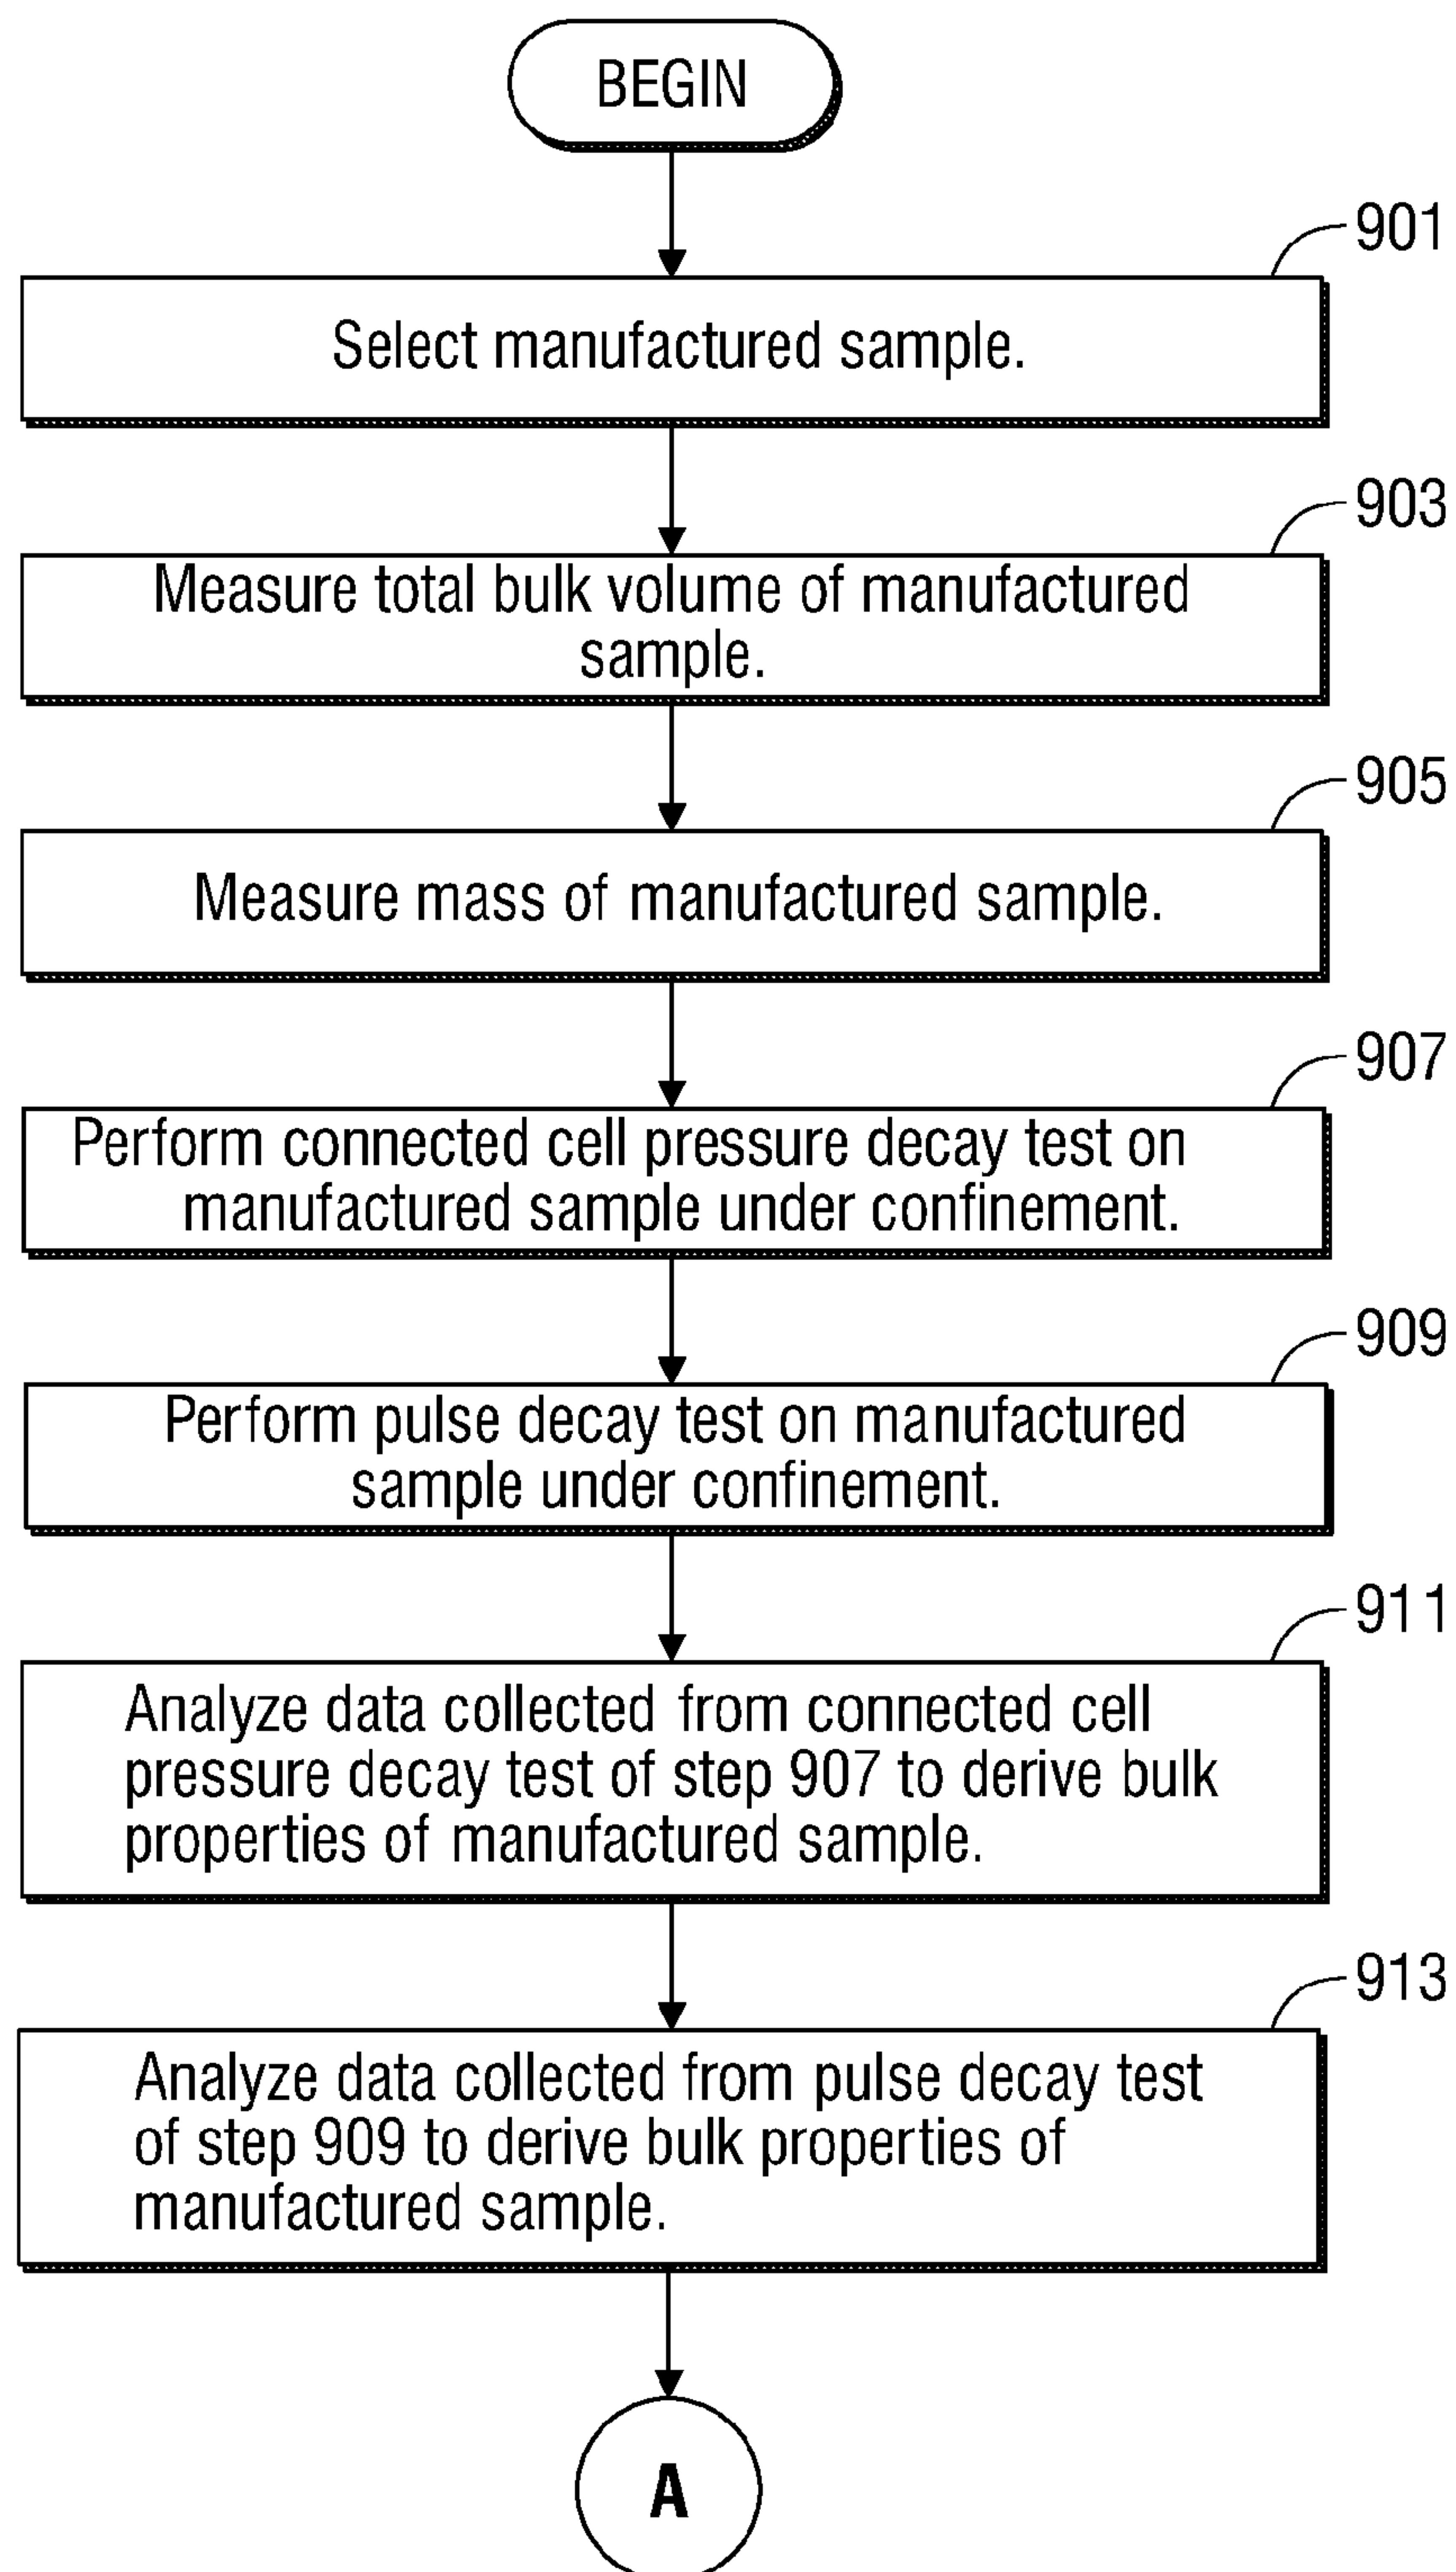 BEGIN
901
Select manufactured sample.
903
Measure total bulk volume of manufactured
sample.
905
Measure mass of manufactured sample.
907
Perform connected cell pressure decay test on
manufactured sample under confinement.
909
Perform pulse decay test on manufactured
sample under confinement.
911
Analyze data collected from connected cell
pressure decay test of step 907 to derive bulk
properties of manufactured sample.
913
Analyze data collected from pulse decay test
of step 909 to derive bulk properties of
manufactured sample.
A